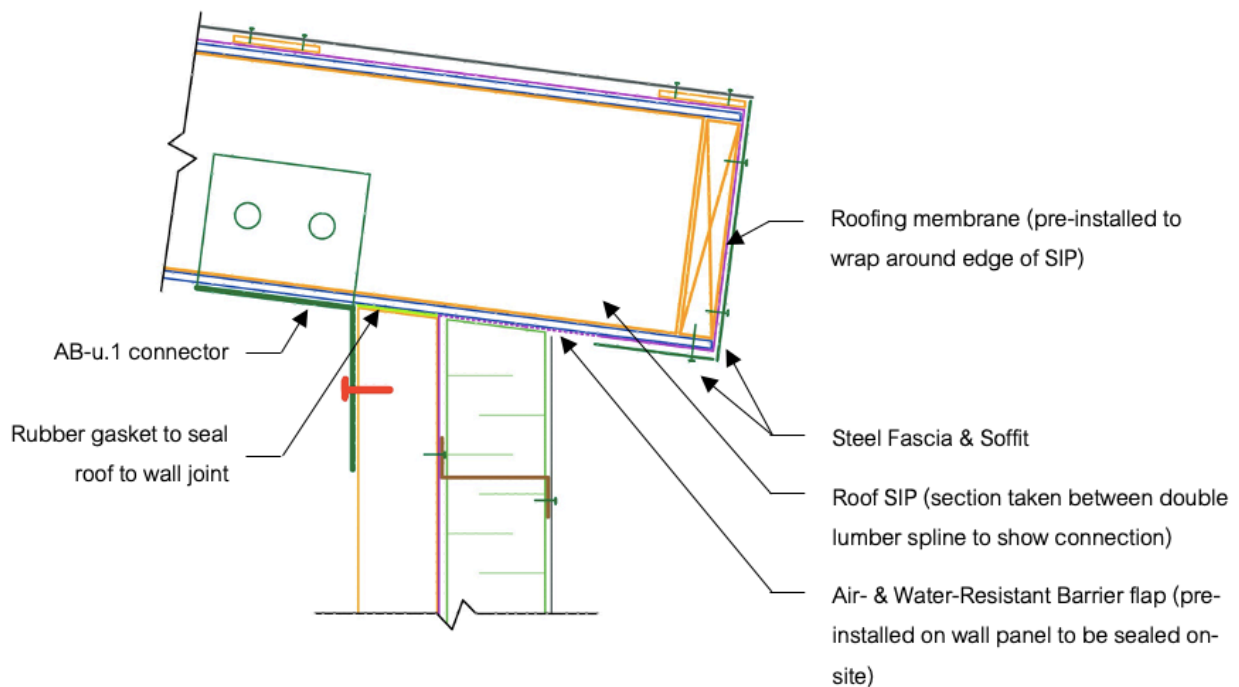 Roofing membrane (pre-installed to
wrap around edge of SIP)
AB-u.1 connector
Rubber gasket to seal
roof to wall joint
Steel Fascia & Soffit
Roof SIP (section taken between double
lumber spline to show connection)
Air- & Water-Resistant Barrier flap (pre-
installed on wall panel to be sealed on-
site)